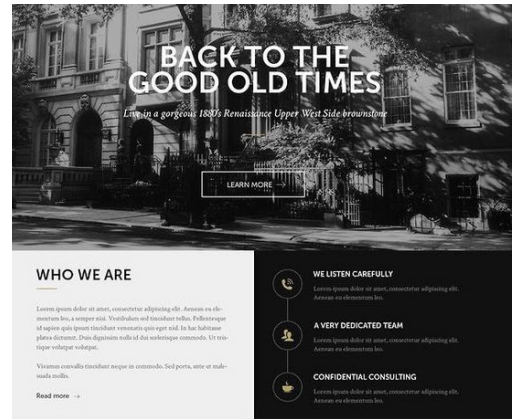 BACK TO THE
GOOD OLD TIMES
Live in a gorgeous 1880's Renaissance Upper West Side brownstone
LEARN MORE
WHO WE ARE
Lorem ipsum dolor sit amet, consectetur adipiscing elit.
Aenean eu ele-
mentum leo, a semper nisi. Vestibulum sed tincidunt tellus. Pellentesque
id sapien quis ipsum tincidunt venenatis quis eget nisl. In hac habitasse
platea dictumst. Duis dignissim nulla id dui scelerisque commodo. Ut tris-
tique volutpat volutpat.
Vivamus convallis tincidunt neque in commodo. Sed porta, ante ut male-
suada mollis.
Read more
WE LISTEN CAREFULLY
Lorem ipsum dolor sit amet, consectetur adipiscing elit.
Aenean eu elementum leo.
A VERY DEDICATED TEAM
Lorem ipsum dolor sit amet, consectetur adipiscing elit.
Aenean eu elementum leo.
CONFIDENTIAL CONSULTING
Lorem ipsum dolor sit amet, consectetur adipiscing elit.
Aenean eu elementum leo.